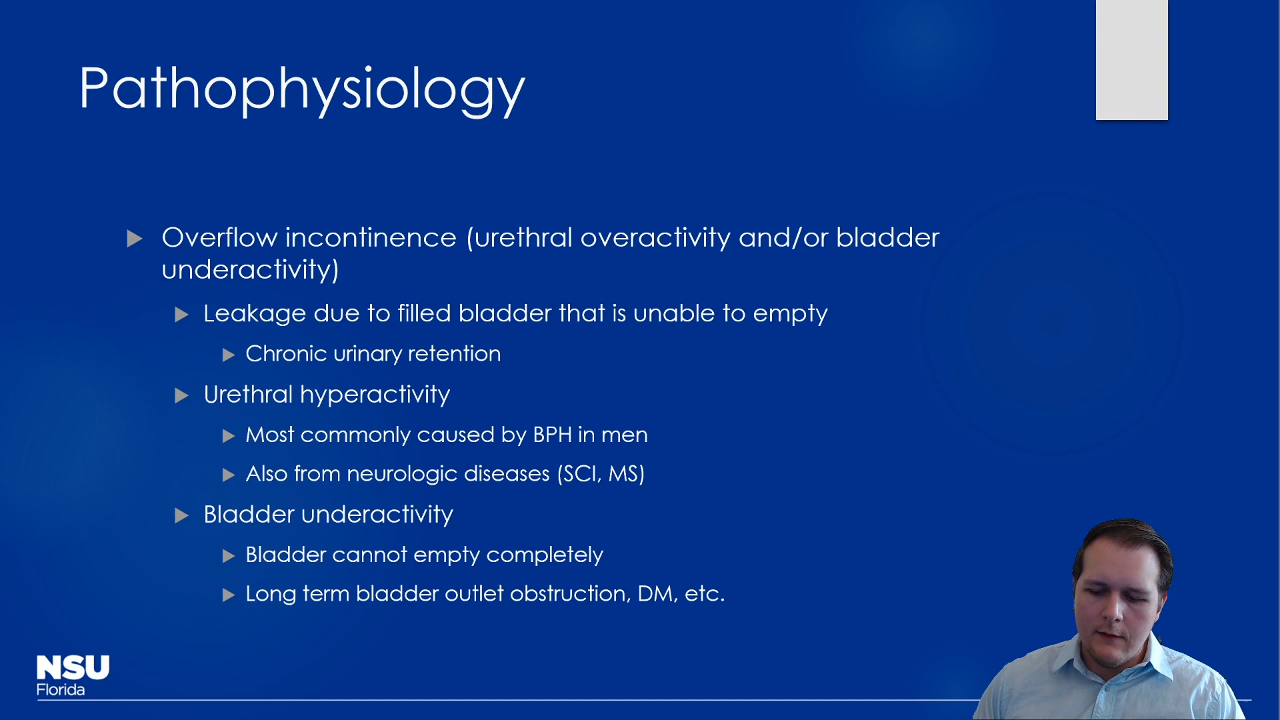 Pathophysiology
Overflow incontinence (urethral overactivity and/or bladder
underactivity)
Leakage due to filled bladder that is unable to empty
Chronic urinary retention
Urethral hyperactivity
Most commonly caused by BPH in men
Also from neurologic diseases (SCI, MS)
Bladder underactivity
Bladder cannot empty completely
Long term bladder outlet obstruction, DM, etc.
NSU
Florida